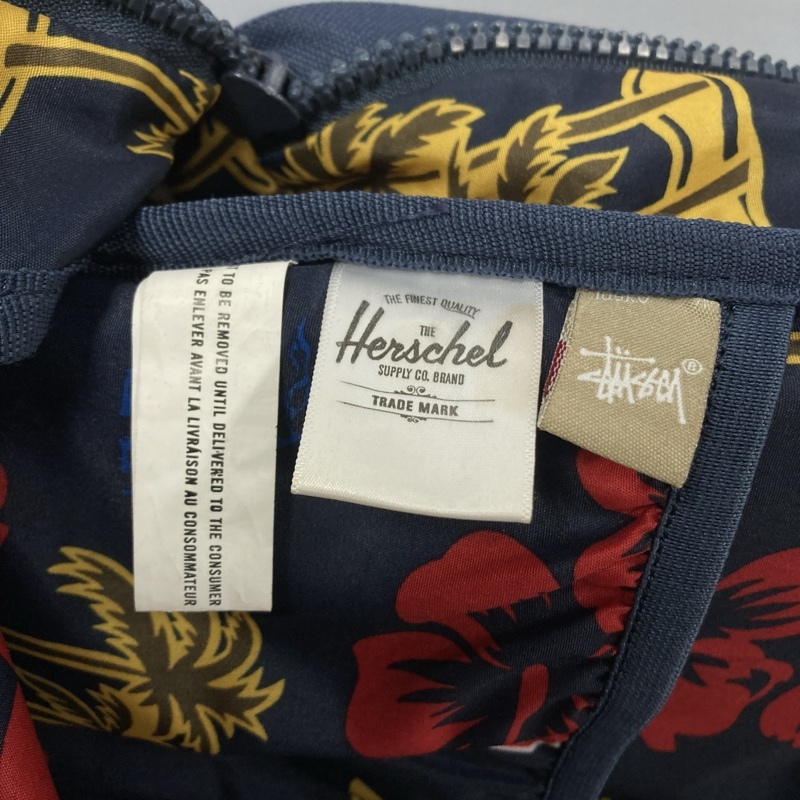 T TO BE REMOVED UNTIL DELIVERED TO THE CONSUMER
PAS ENLEVER AVANT LA LIVRÁISON AU CONSOMMATEUR
THE FINEST QUALITY
THE
Herschel
SUPPLY CO. BRAND
TRADE MARK
Stüssy®